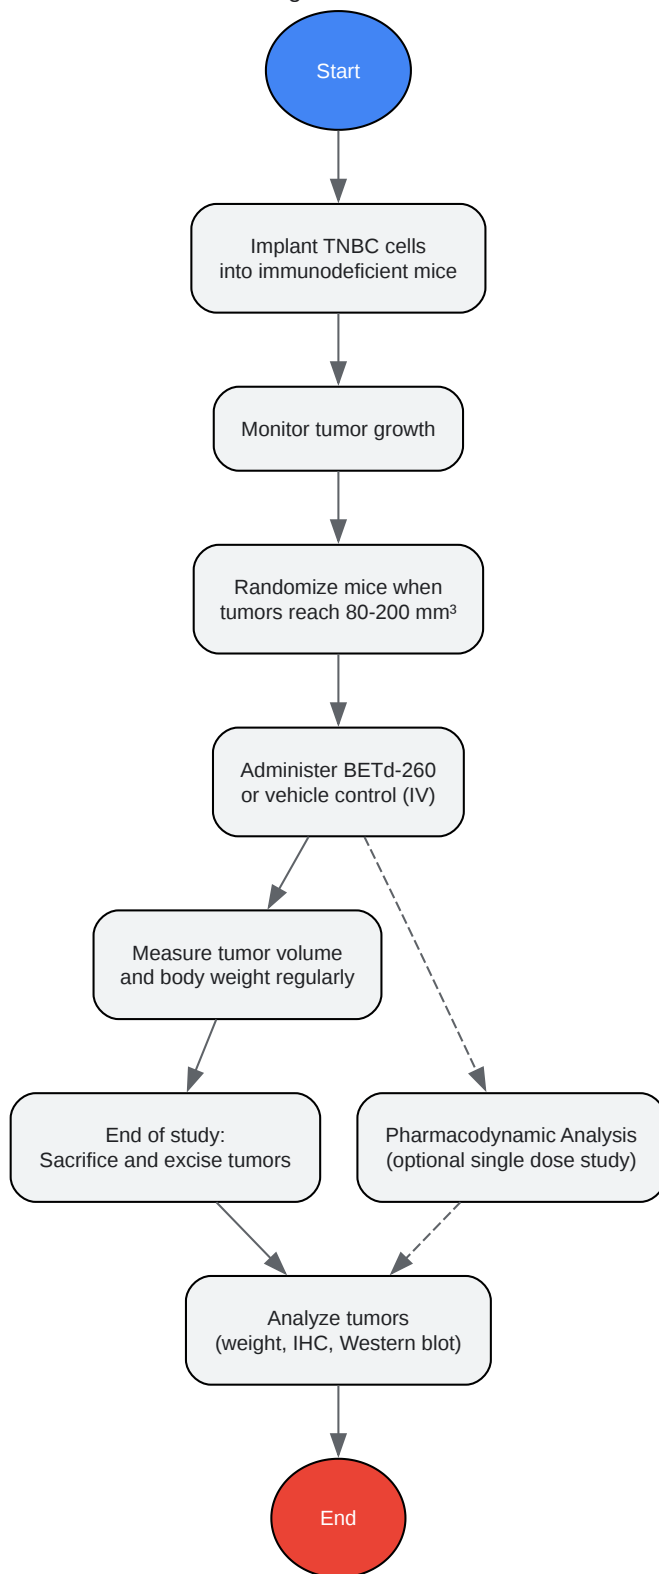 Start
Implant TNBC cells
into immunodeficient mice
Monitor tumor growth
Randomize mice when
tumors reach 80-200 mm³
Administer BETd-260
or vehicle control (IV)
Measure tumor volume
and body weight regularly
End of study:
Sacrifice and excise tumors
Pharmacodynamic Analysis
(optional single dose study)
Analyze tumors
(weight, IHC, Western blot)
End